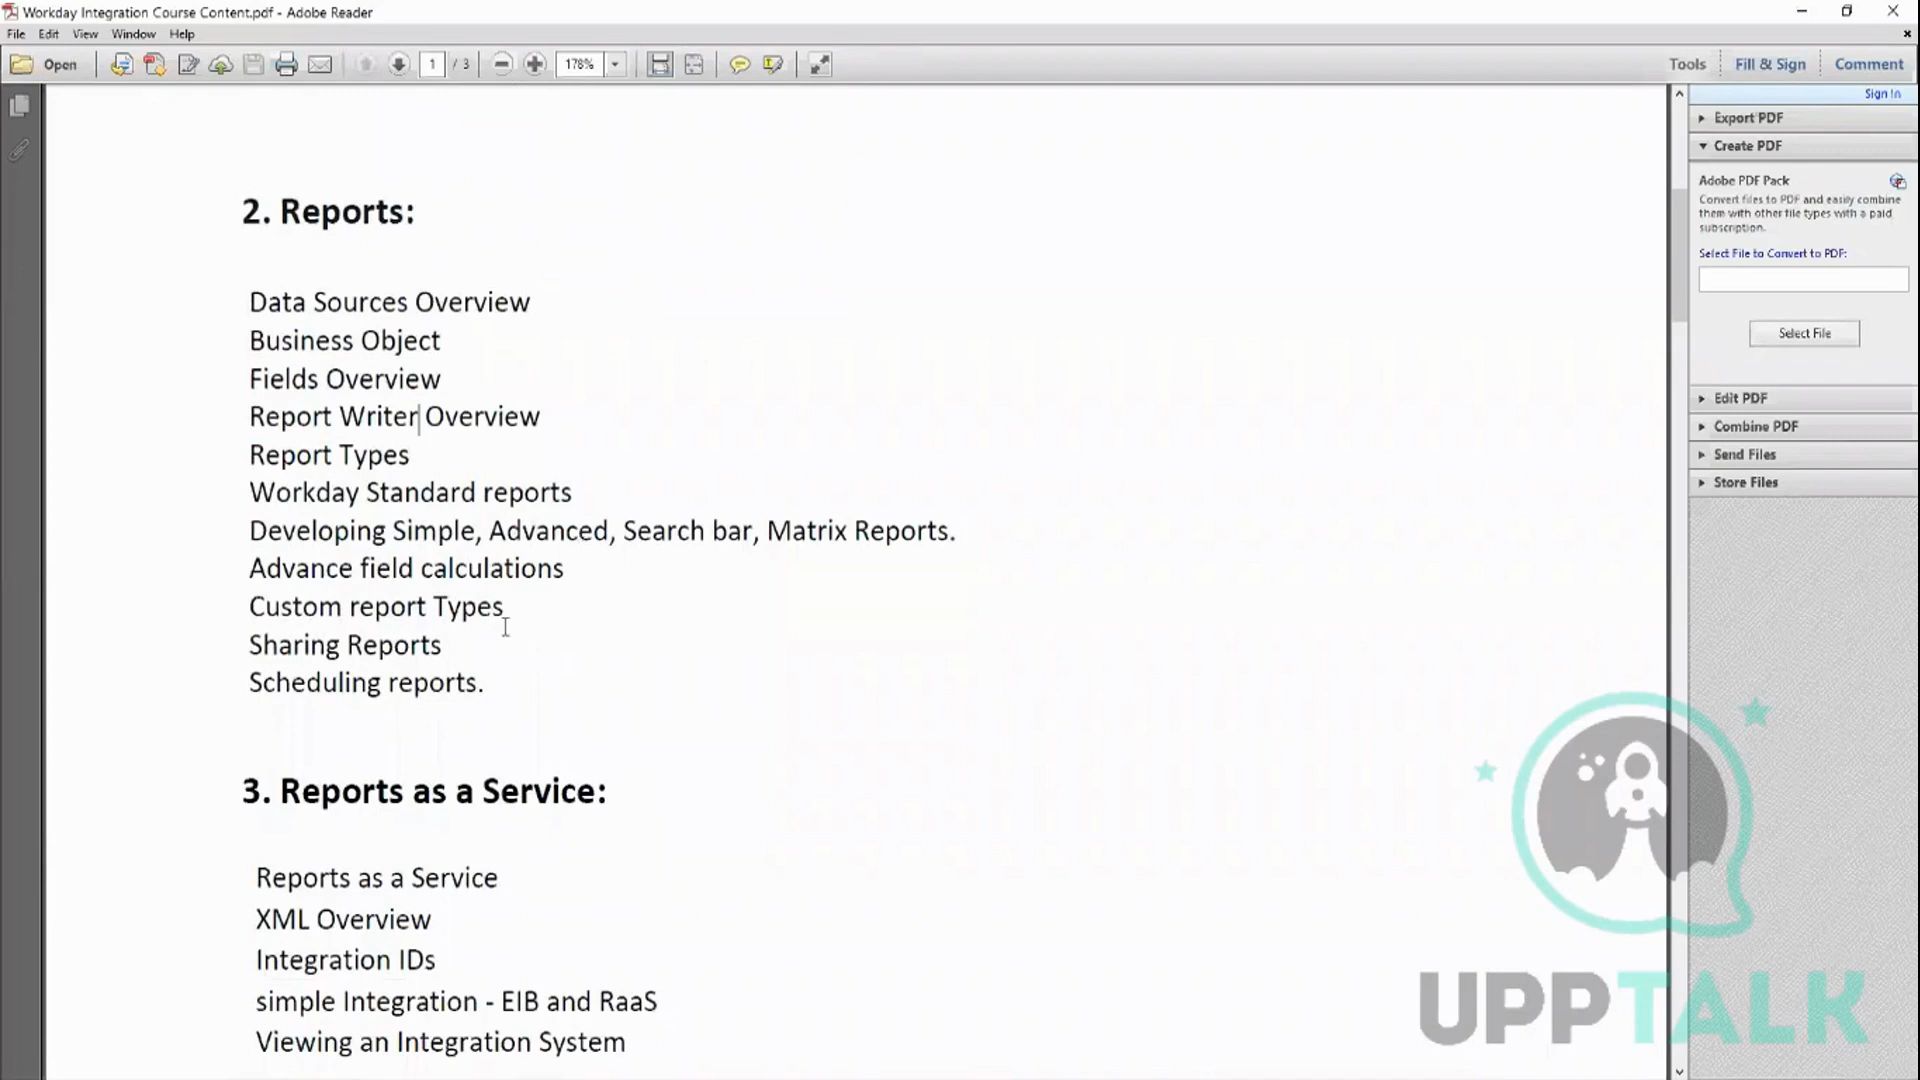 Workday Integration Course Content.pdf - Adobe Reader
File Edit View Window Help
Open 1 / 3 178% Tools Fill & Sign Comment
Sign In
Export PDF
Create PDF
Adobe PDF Pack
Convert files to PDF and easily combine
them with other file types with a paid
subscription.
Select File to Convert to PDF:
Select File
Edit PDF
Combine PDF
Send Files
Store Files
2. Reports:
Data Sources Overview
Business Object
Fields Overview
Report Writer Overview
Report Types
Workday Standard reports
Developing Simple, Advanced, Search bar, Matrix Reports.
Advance field calculations
Custom report Types
Sharing Reports
Scheduling reports.
3. Reports as a Service:
Reports as a Service
XML Overview
Integration IDs
simple Integration - EIB and RaaS
Viewing an Integration System
UPPTALK